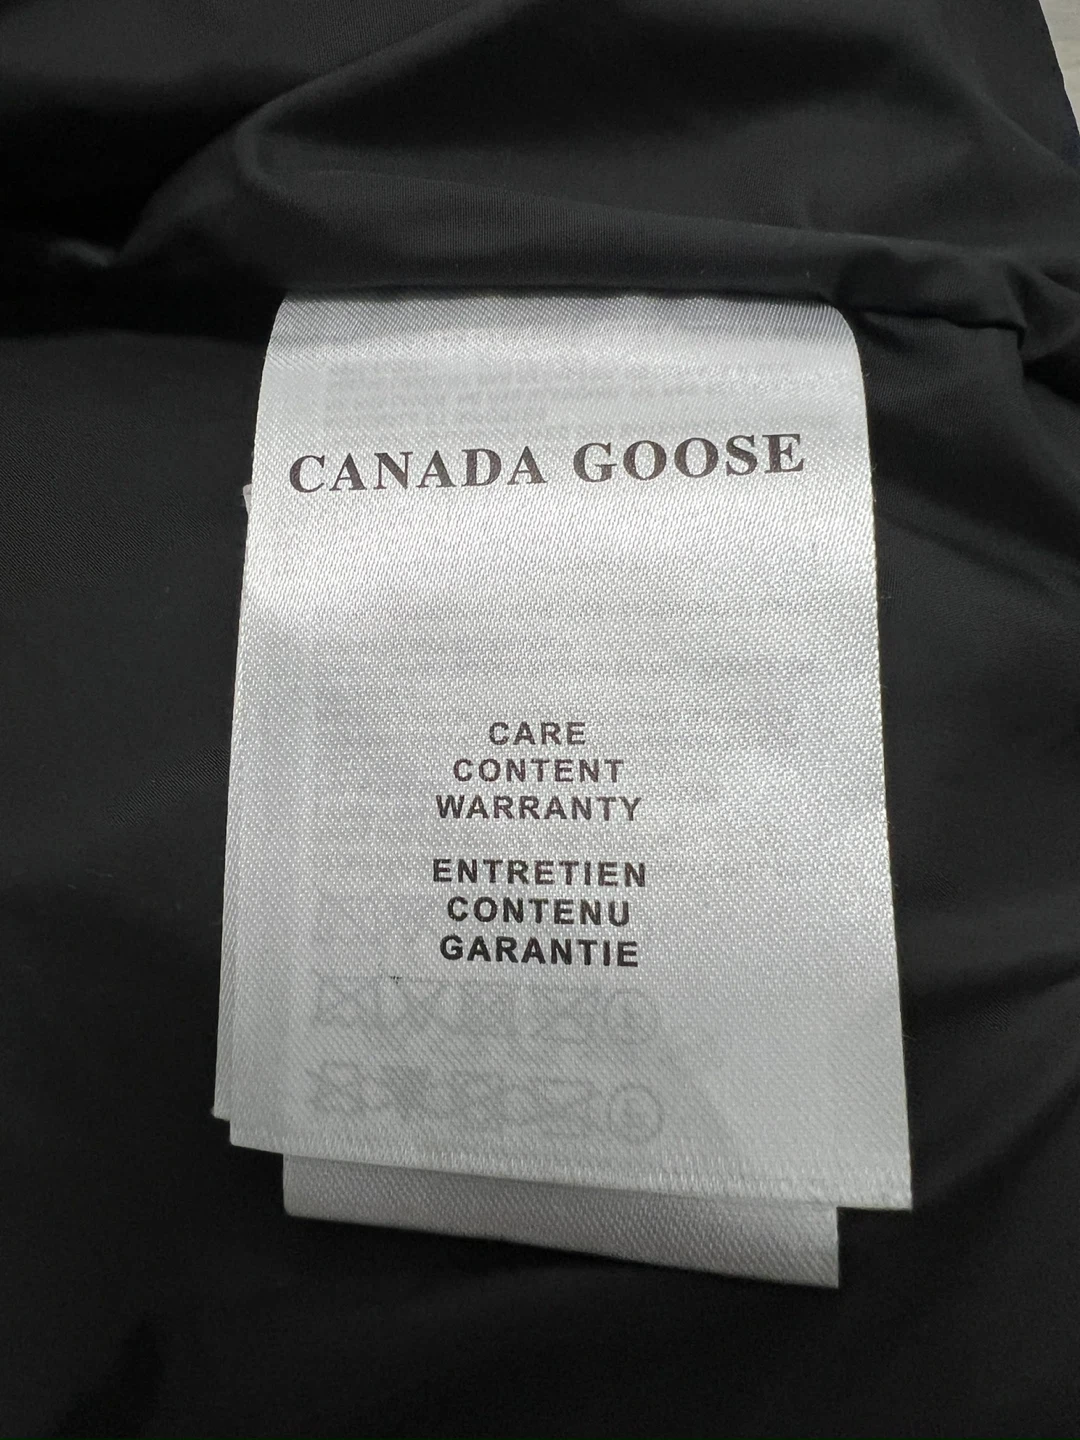 CANADA GOOSE
CARE
CONTENT
WARRANTY
ENTRETIEN
CONTENU
GARANTIE